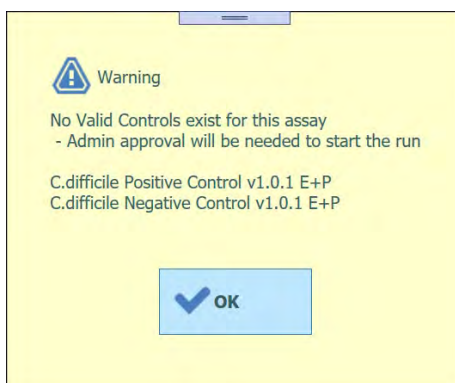 Warning
No Valid Controls exist for this assay
- Admin approval will be needed to start the run
C.difficile Positive Control v1.0.1 E+P
C.difficile Negative Control v1.0.1 E+P
OK